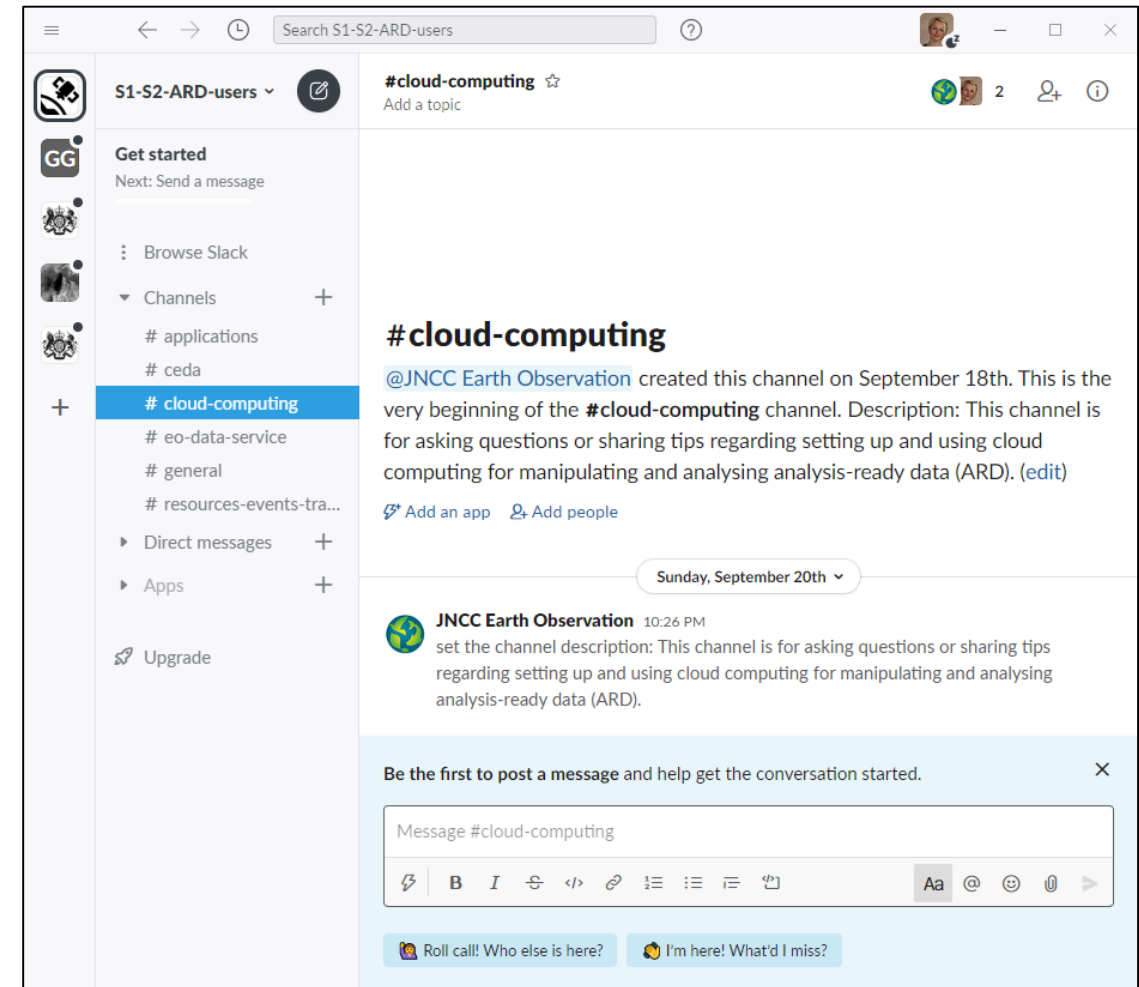 Search S1-S2-ARD-users
S1-S2-ARD-users
#cloud-computing
Add a topic
2
GG
Get started
Next: Send a message
Browse Slack
Channels
# applications
# ceda
# cloud-computing
# eo-data-service
# general
# resources-events-tra...
Direct messages
Apps
Upgrade
#cloud-computing
@JNCC Earth Observation created this channel on September 18th. This is the
very beginning of the #cloud-computing channel. Description: This channel is
for asking questions or sharing tips regarding setting up and using cloud
computing for manipulating and analysing analysis-ready data (ARD). (edit)
Add an app Add people
Sunday, September 20th
JNCC Earth Observation 10:26 PM
set the channel description: This channel is for asking questions or sharing tips
regarding setting up and using cloud computing for manipulating and analysing
analysis-ready data (ARD).
Be the first to post a message and help get the conversation started.
Message #cloud-computing
B I S </> Aa @
Roll call! Who else is here? I'm here! What'd I miss?